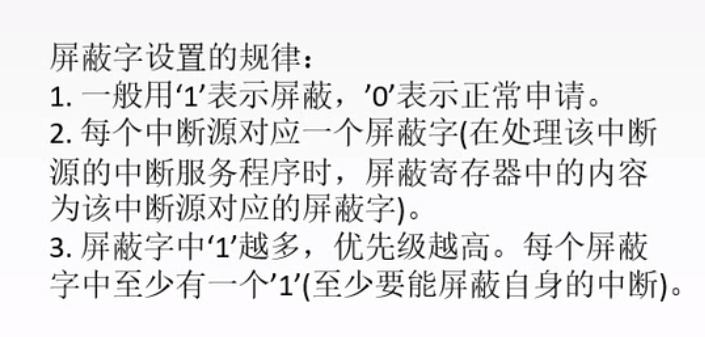 屏蔽字设置的规律：
1. 一般用‘1’表示屏蔽，’0’表示正常申请。
2. 每个中断源对应一个屏蔽字(在处理该中断
源的中断服务程序时，屏蔽寄存器中的内容
为该中断源对应的屏蔽字)。
3. 屏蔽字中‘1’越多，优先级越高。每个屏蔽
字中至少有一个’1’(至少要能屏蔽自身的中断)。